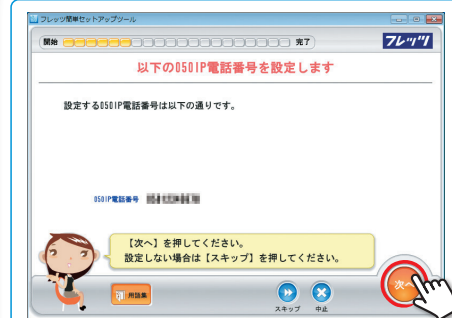 フレッツ簡単セットアップツール
開始
完了
フレッツ
以下の050IP電話番号を設定します
設定する050IP電話番号は以下の通りです。
050IP電話番号
【次へ】を押してください。
設定しない場合は【スキップ】を押してください。
用語集
スキップ
中止
次へ